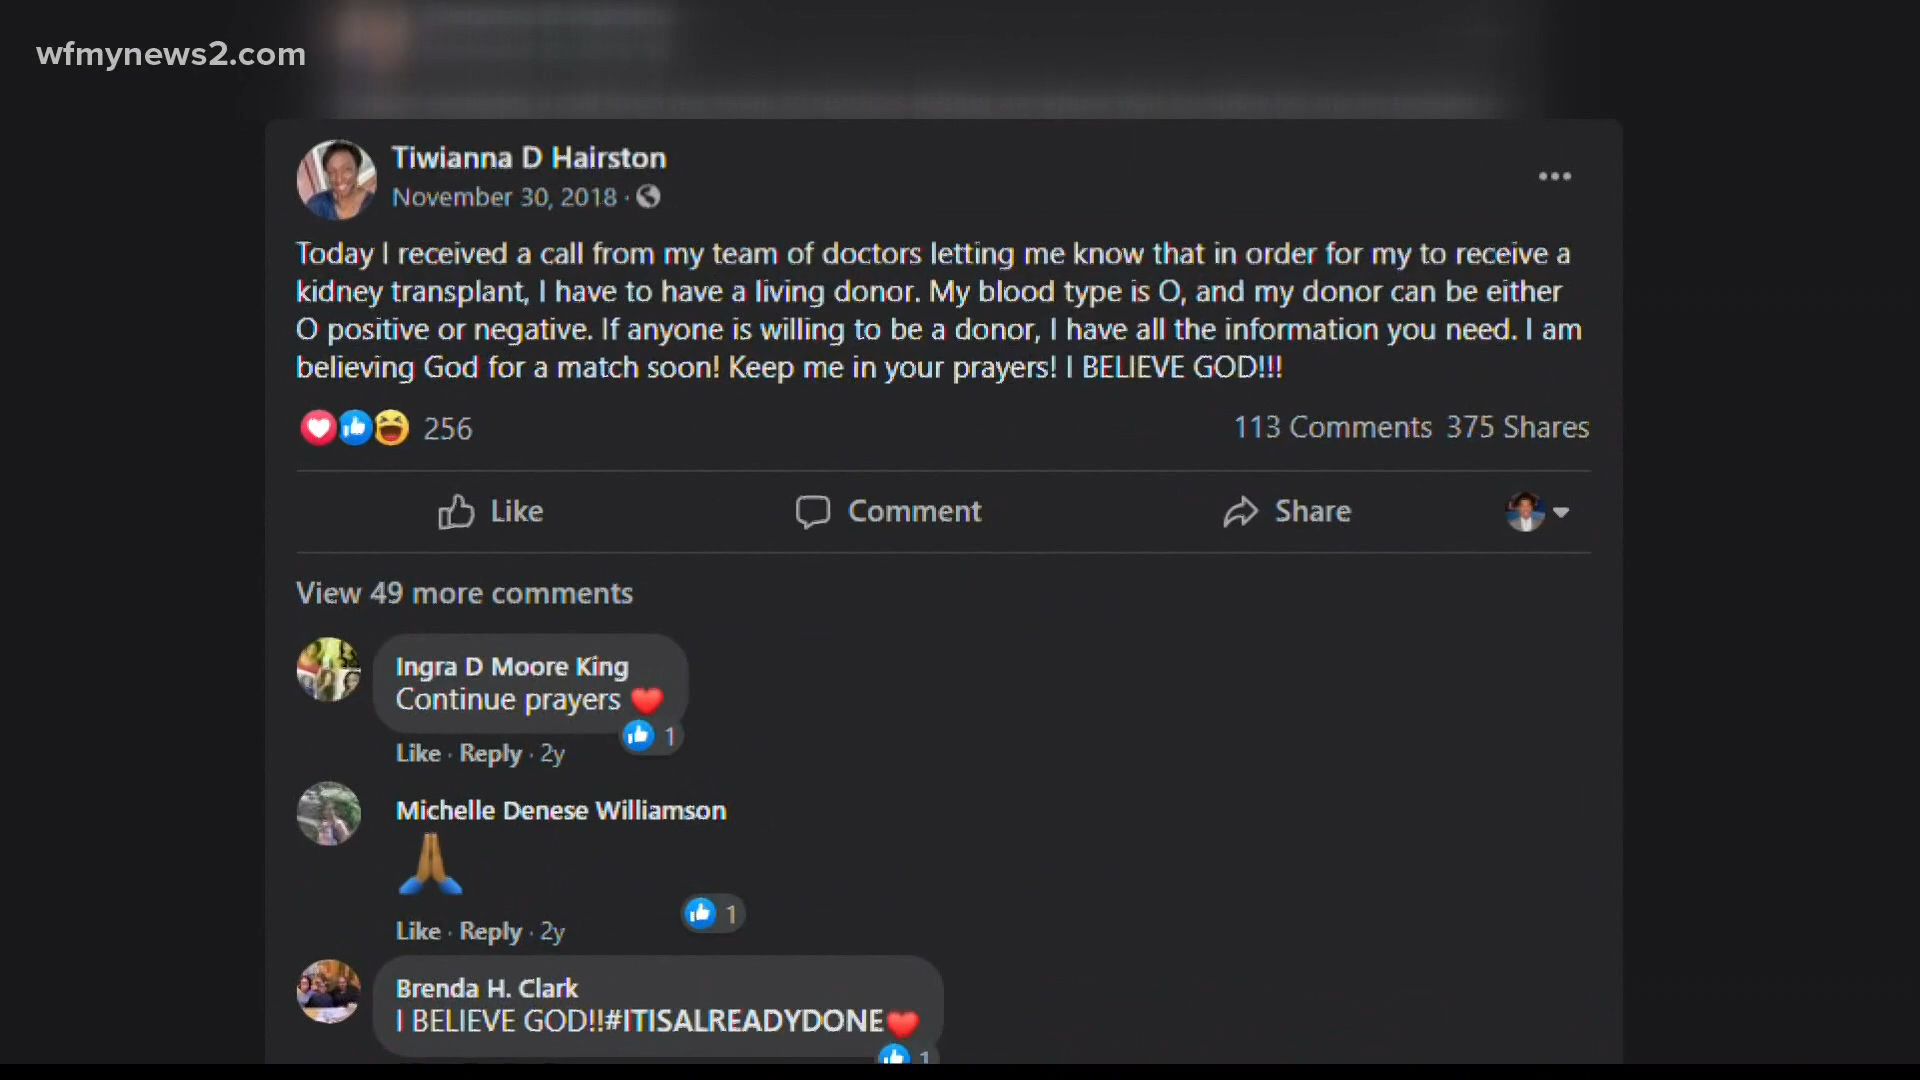 wfmynews2.com
Tiwianna D Hairston
November 30, 2018 ·
Today I received a call from my team of doctors letting me know that in order for my to receive a
kidney transplant, I have to have a living donor. My blood type is O, and my donor can be either
O positive or negative. If anyone is willing to be a donor, I have all the information you need. I am
believing God for a match soon! Keep me in your prayers! I BELIEVE GOD!!!
256
113 Comments 375 Shares
Like Comment Share
View 49 more comments
Ingra D Moore King
Continue prayers ❤️
1
Like · Reply · 2y
Michelle Denese Williamson
🙏🏾
1
Like · Reply · 2y
Brenda H. Clark
I BELIEVE GOD!!#ITISALREADYDONE❤️
1